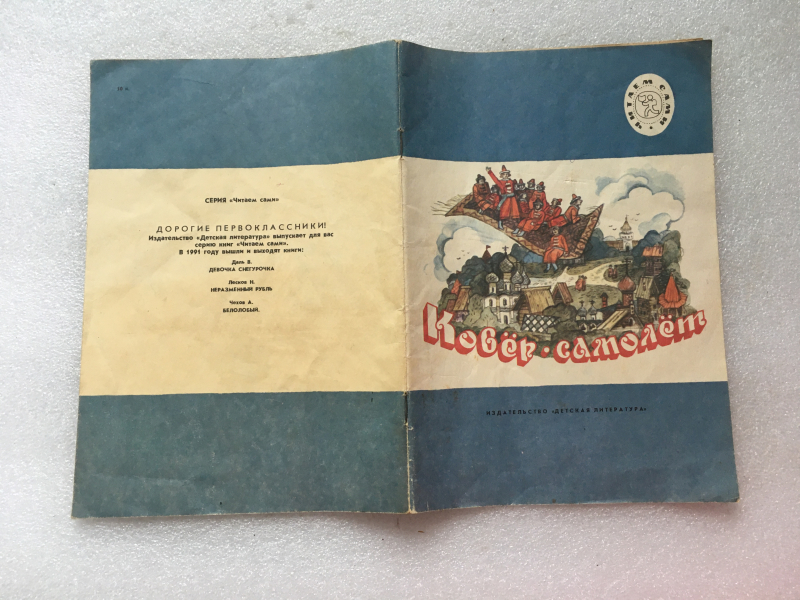 СЕРИЯ «Читаем сами»
ДОРОГИЕ ПЕРВОКЛАССНИКИ!
Издательство «Детская литература» выпускает для вас
серию книг «Читаем сами».
В 1991 году вышли и выходят книги:
Даль В.
ДЕВОЧКА СНЕГУРОЧКА
Лесков Н.
НЕРАЗМЕННЫЙ РУБЛЬ
Чехов А.
БЕЛОЛОБЫЙ.
ЧИТАЕМ САМИ
Ковёр-самолёт
ИЗДАТЕЛЬСТВО «ДЕТСКАЯ ЛИТЕРАТУРА»